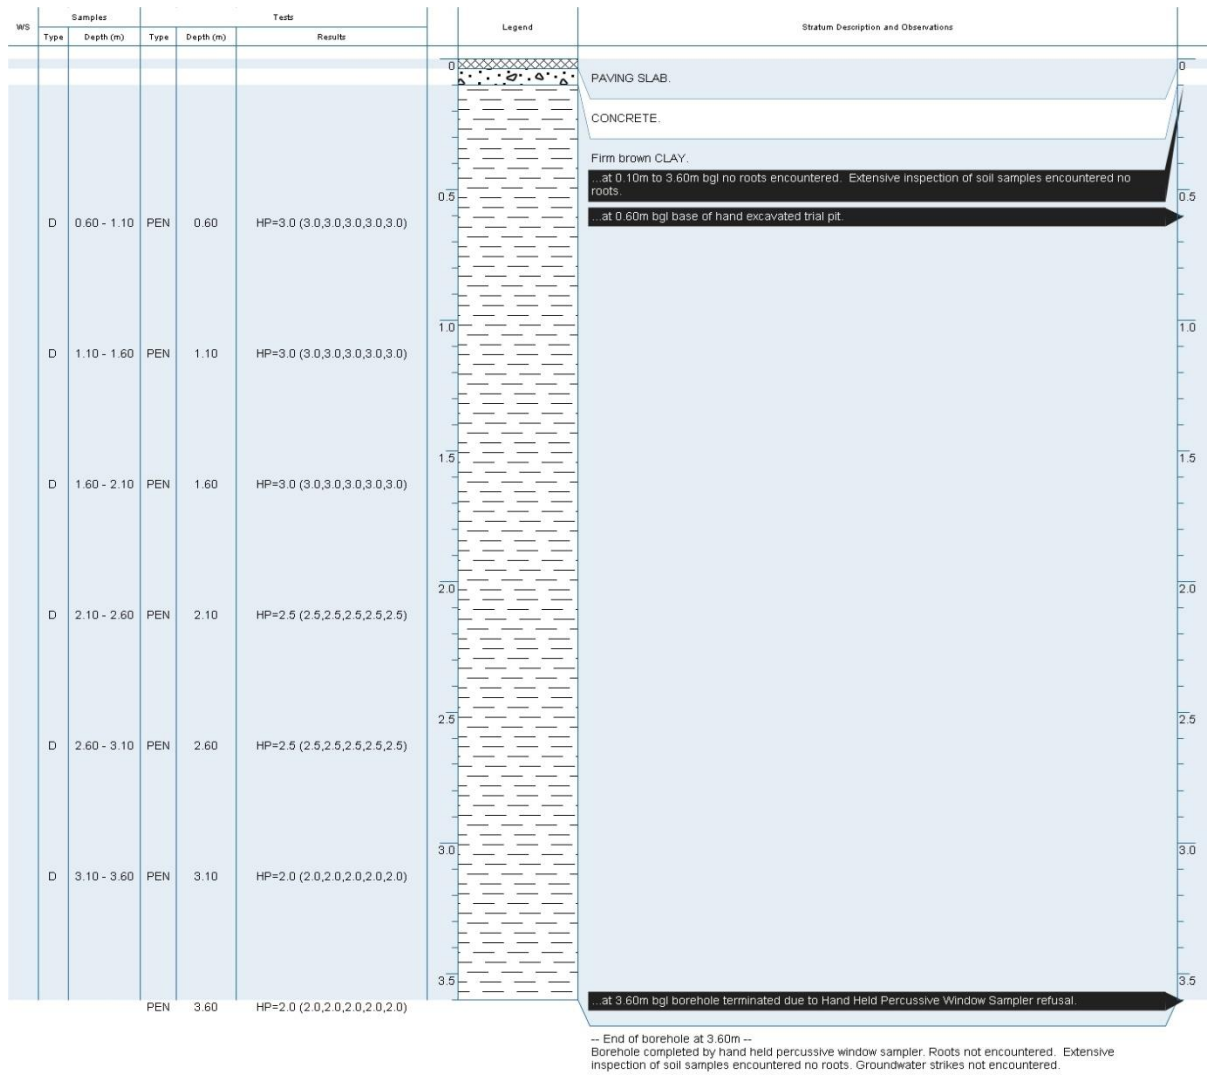 Samples Tests
WS Legend Stratum Description and Observations
Type Depth (m) Type Depth (m) Results
0 0
PAVING SLAB.
CONCRETE.
Firm brown CLAY.
...at 0.10m to 3.60m bgl no roots encountered. Extensive inspection of soil samples encountered no
roots.
0.5 0.5
...at 0.60m bgl base of hand excavated trial pit.
D 0.60 - 1.10 PEN 0.60 HP=3.0 (3.0,3.0,3.0,3.0,3.0)
1.0 1.0
D 1.10 - 1.60 PEN 1.10 HP=3.0 (3.0,3.0,3.0,3.0,3.0)
1.5 1.5
D 1.60 - 2.10 PEN 1.60 HP=3.0 (3.0,3.0,3.0,3.0,3.0)
2.0 2.0
D 2.10 - 2.60 PEN 2.10 HP=2.5 (2.5,2.5,2.5,2.5,2.5)
2.5 2.5
D 2.60 - 3.10 PEN 2.60 HP=2.5 (2.5,2.5,2.5,2.5,2.5)
3.0 3.0
D 3.10 - 3.60 PEN 3.10 HP=2.0 (2.0,2.0,2.0,2.0,2.0)
3.5 3.5
...at 3.60m bgl borehole terminated due to Hand Held Percussive Window Sampler refusal.
PEN 3.60 HP=2.0 (2.0,2.0,2.0,2.0,2.0)
-- End of borehole at 3.60m --
Borehole completed by hand held percussive window sampler. Roots not encountered. Extensive
inspection of soil samples encountered no roots. Groundwater strikes not encountered.